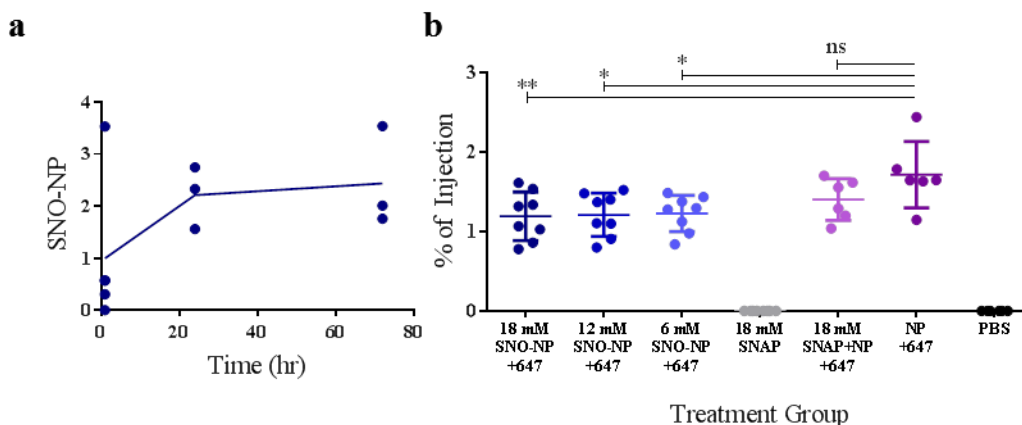 a
SNO-NP
4
3
2
1
0
0 20 40 60 80
Time (hr)
b
% of Injection
3
2
1
0
** * * ns
18 mM 12 mM 6 mM 18 mM 18 mM NP PBS
SNO-NP SNO-NP SNO-NP SNAP SNAP+NP +647
+647 +647 +647 +647
Treatment Group